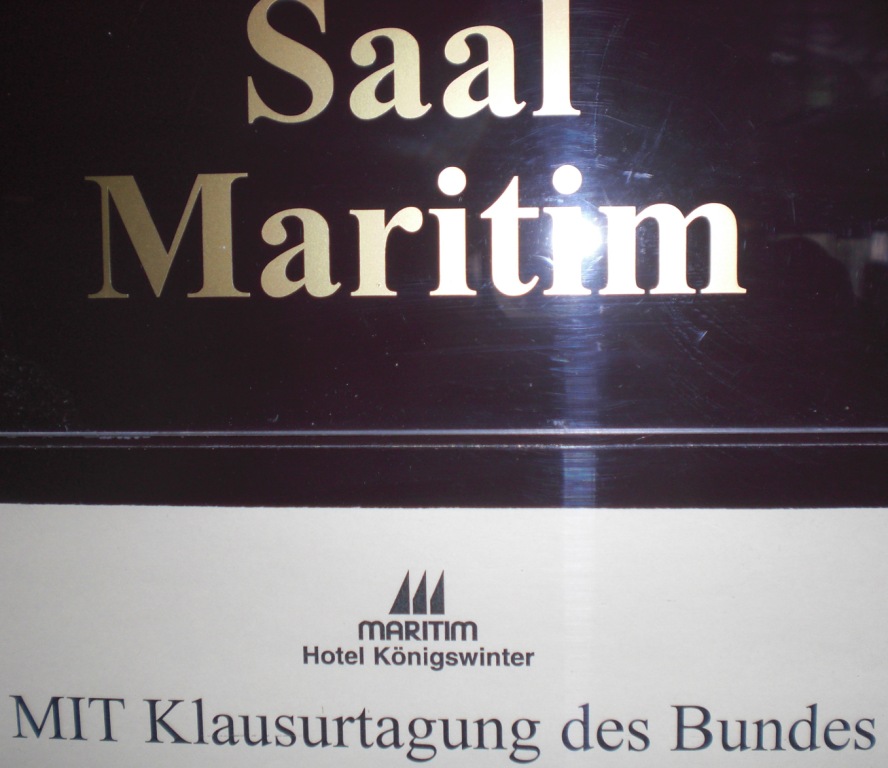 Saal
Maritim
MARITIM
Hotel Königswinter
MIT Klausurtagung des Bundes